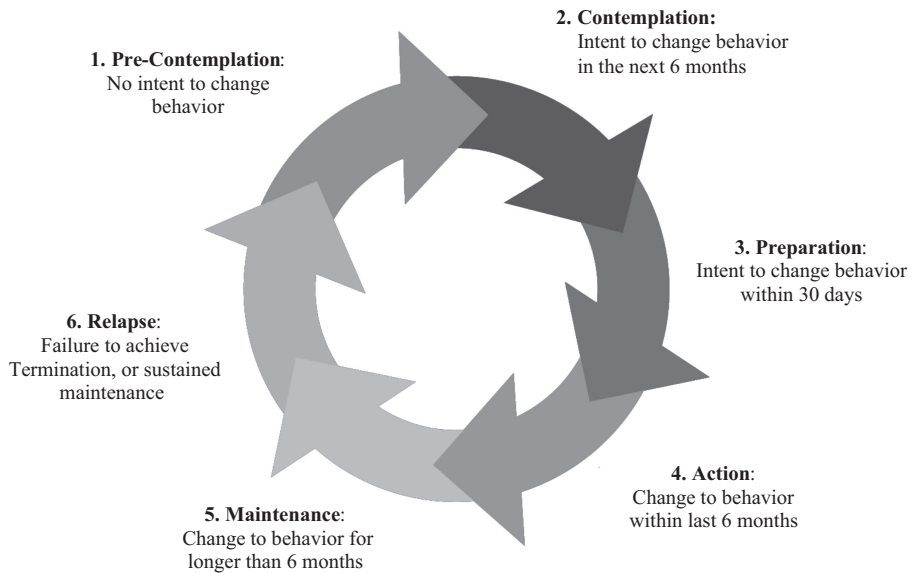 1. Pre-Contemplation:
No intent to change
behavior
2. Contemplation:
Intent to change behavior
in the next 6 months
3. Preparation:
Intent to change behavior
within 30 days
4. Action:
Change to behavior
within last 6 months
5. Maintenance:
Change to behavior for
longer than 6 months
6. Relapse:
Failure to achieve
Termination, or sustained
maintenance